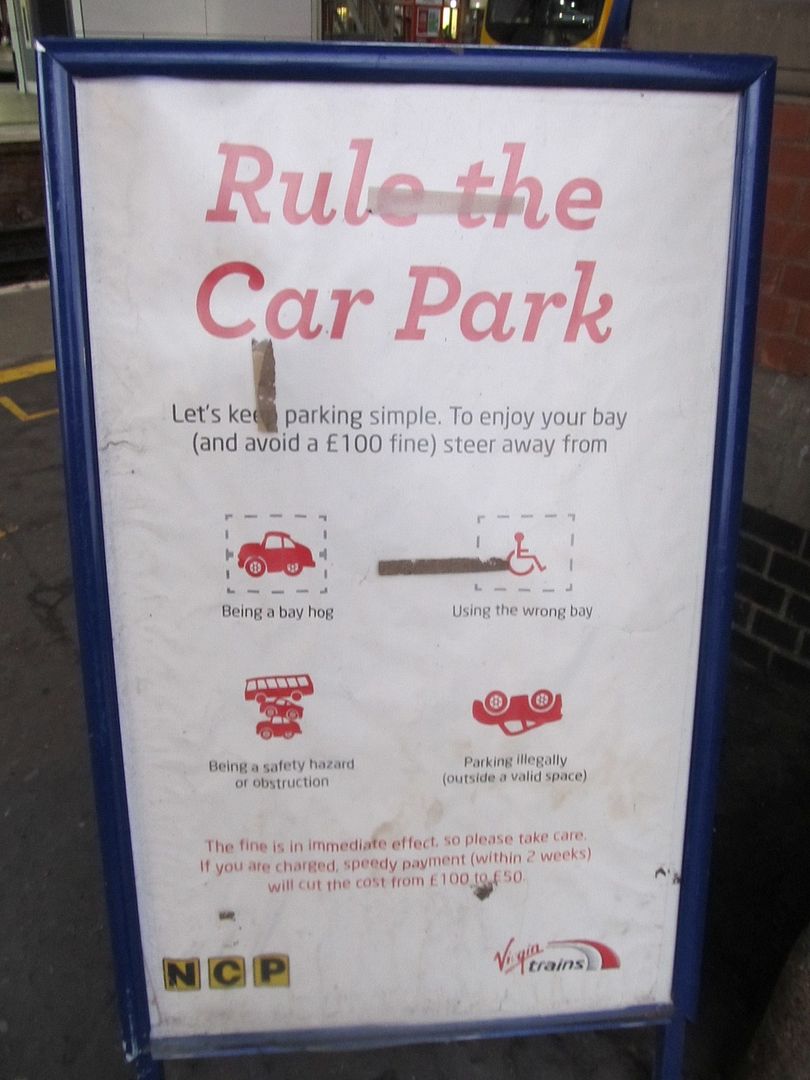 Rule the
Car Park
Let's keep parking simple. To enjoy your bay
(and avoid a £100 fine) steer away from
Being a bay hog
Using the wrong bay
Being a safety hazard
or obstruction
Parking illegally
(outside a valid space)
The fine is in immediate effect, so please take care.
If you are charged, speedy payment (within 2 weeks)
will cut the cost from £100 to £50.
NCP
Virgin
trains